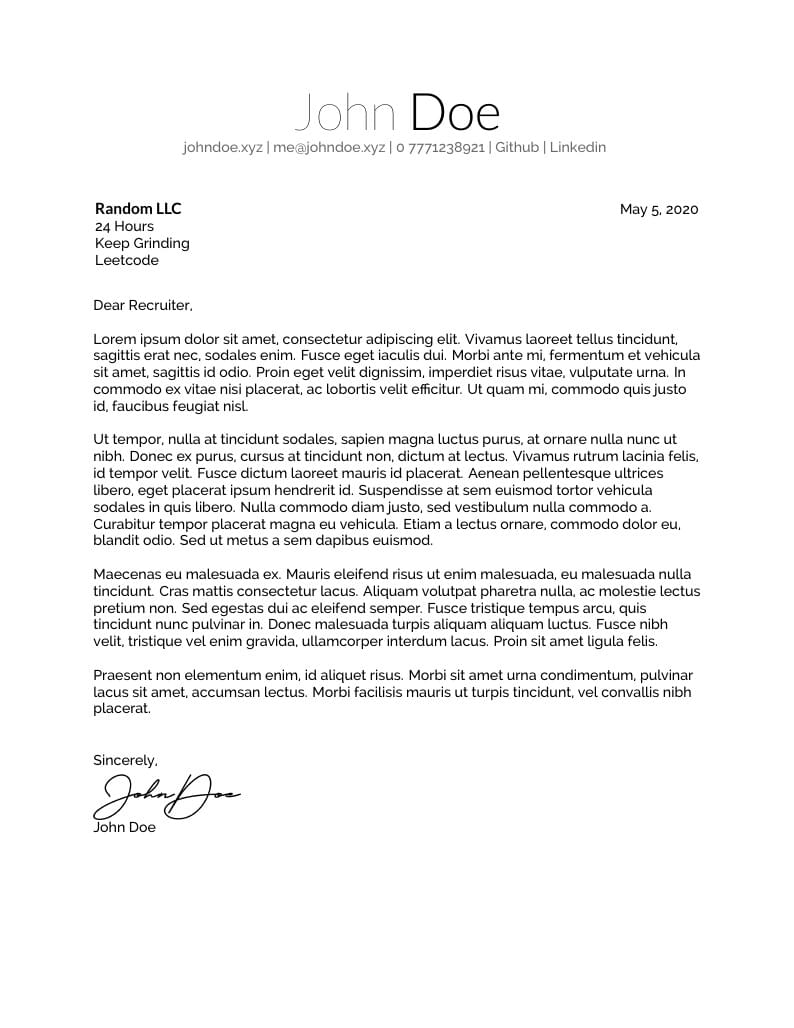 John Doe
johndoe.xyz | me@johndoe.xyz | 0 7771238921 | Github | Linkedin
Random LLC
May 5, 2020
24 Hours
Keep Grinding
Leetcode
Dear Recruiter,
Lorem ipsum dolor sit amet, consectetur adipiscing elit. Vivamus laoreet tellus tincidunt,
sagittis erat nec, sodales enim. Fusce eget iaculis dui. Morbi ante mi, fermentum et vehicula
sit amet, sagittis id odio. Proin eget velit dignissim, imperdiet risus vitae, vulputate urna. In
commodo ex vitae nisi placerat, ac lobortis velit efficitur. Ut quam mi, commodo quis justo
id, faucibus feugiat nisl.
Ut tempor, nulla at tincidunt sodales, sapien magna luctus purus, at ornare nulla nunc ut
nibh. Donec ex purus, cursus at tincidunt non, dictum at lectus. Vivamus rutrum lacinia felis,
id tempor velit. Fusce dictum laoreet mauris id placerat. Aenean pellentesque ultrices
libero, eget placerat ipsum hendrerit id. Suspendisse at sem euismod tortor vehicula
sodales in quis libero. Nulla commodo diam justo, sed vestibulum nulla commodo a.
Curabitur tempor placerat magna eu vehicula. Etiam a lectus ornare, commodo dolor eu,
blandit odio. Sed ut metus a sem dapibus euismod.
Maecenas eu malesuada ex. Mauris eleifend risus ut enim malesuada, eu malesuada nulla
tincidunt. Cras mattis consectetur lacus. Aliquam volutpat pharetra nulla, ac molestie lectus
pretium non. Sed egestas dui ac eleifend semper. Fusce tristique tempus arcu, quis
tincidunt nunc pulvinar in. Donec malesuada turpis aliquam aliquam luctus. Fusce nibh
velit, tristique vel enim gravida, ullamcorper interdum lacus. Proin sit amet ligula felis.
Praesent non elementum enim, id aliquet risus. Morbi sit amet urna condimentum, pulvinar
lacus sit amet, accumsan lectus. Morbi facilisis mauris ut turpis tincidunt, vel convallis nibh
placerat.
Sincerely,
John Doe
John Doe